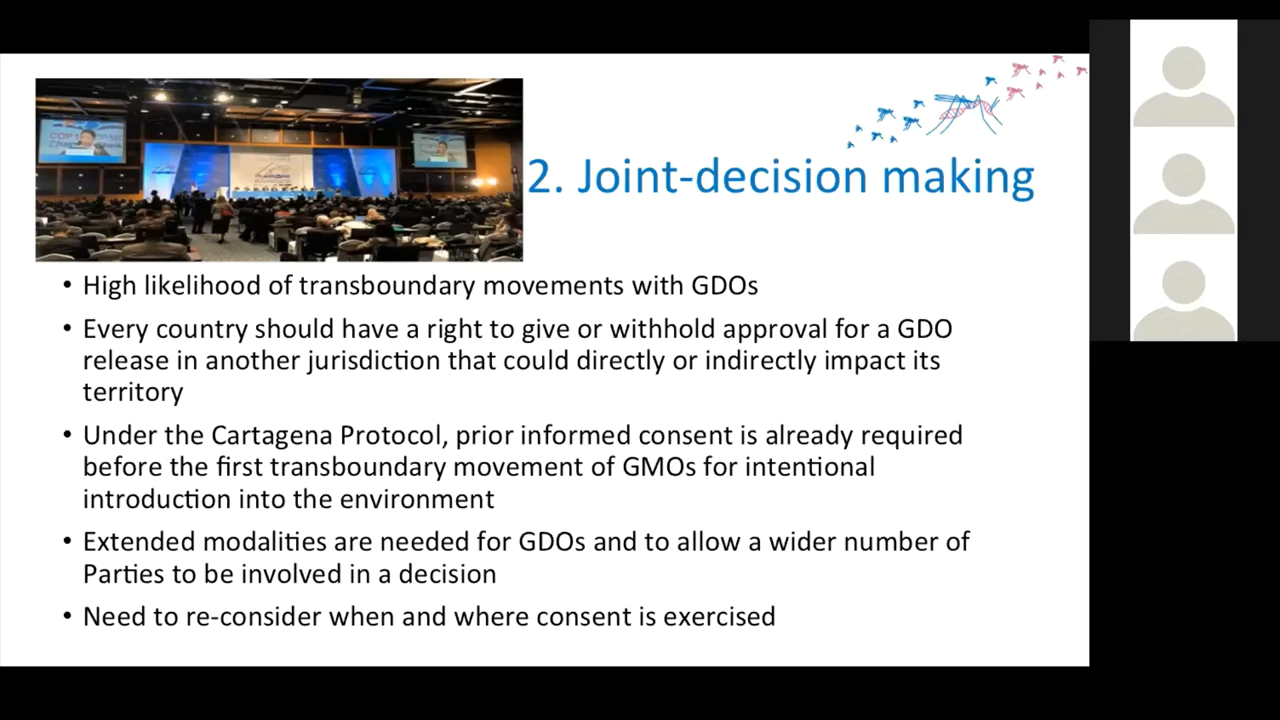 2. Joint-decision making
• High likelihood of transboundary movements with GDOs
• Every country should have a right to give or withhold approval for a GDO
release in another jurisdiction that could directly or indirectly impact its
territory
• Under the Cartagena Protocol, prior informed consent is already required
before the first transboundary movement of GMOs for intentional
introduction into the environment
• Extended modalities are needed for GDOs and to allow a wider number of
Parties to be involved in a decision
• Need to re-consider when and where consent is exercised